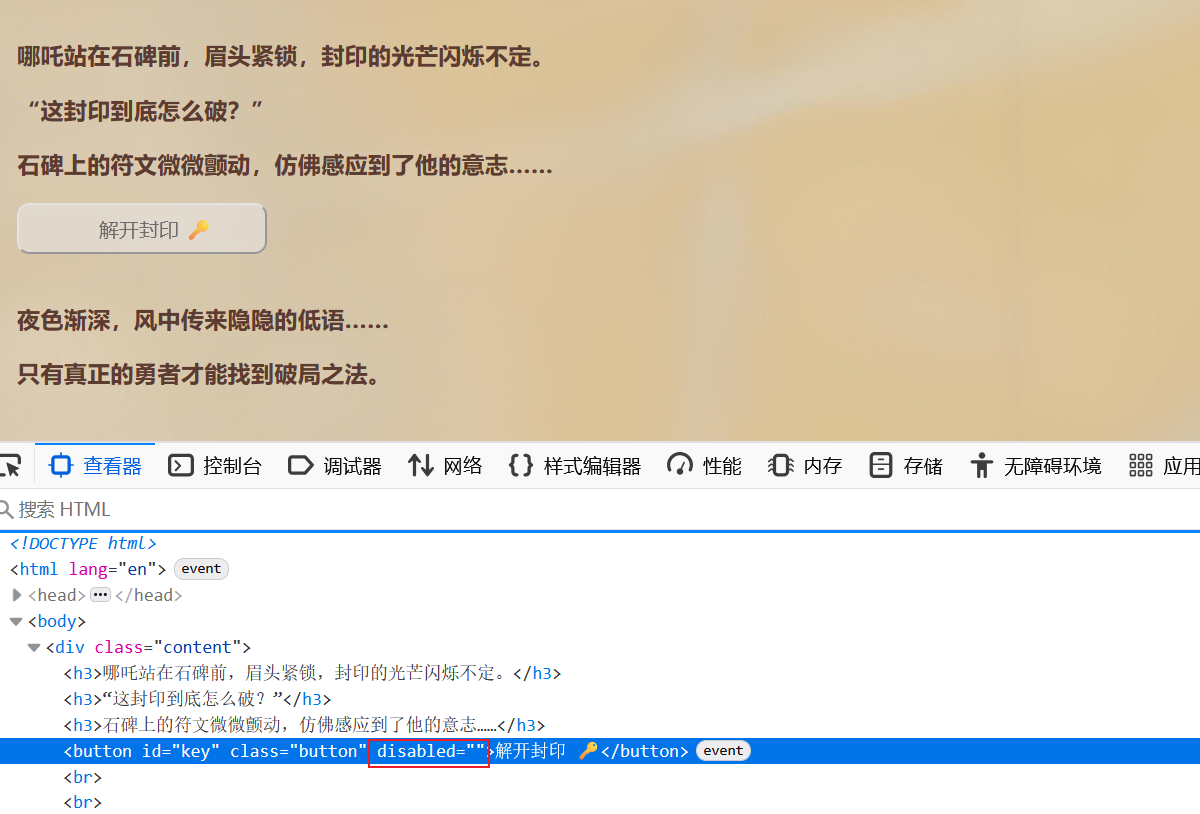 哪吒站在石碑前，眉头紧锁，封印的光芒闪烁不定。
“这封印到底怎么破？”
石碑上的符文微微颤动，仿佛感应到了他的意志……
解开封印 🔑
夜色渐深，风中传来隐隐的低语……
只有真正的勇者才能找到破局之法。
查看器 控制台 调试器 网络 样式编辑器 性能 内存 存储 无障碍环境 应用
搜索 HTML
<!DOCTYPE html>
<html lang="en"> event
<head>•••</head>
<body>
<div class="content">
<h3>哪吒站在石碑前，眉头紧锁，封印的光芒闪烁不定。</h3>
<h3>“这封印到底怎么破？”</h3>
<h3>石碑上的符文微微颤动，仿佛感应到了他的意志……</h3>
<button id="key" class="button" disabled="">解开封印 🔑</button> event
<br>
<br>